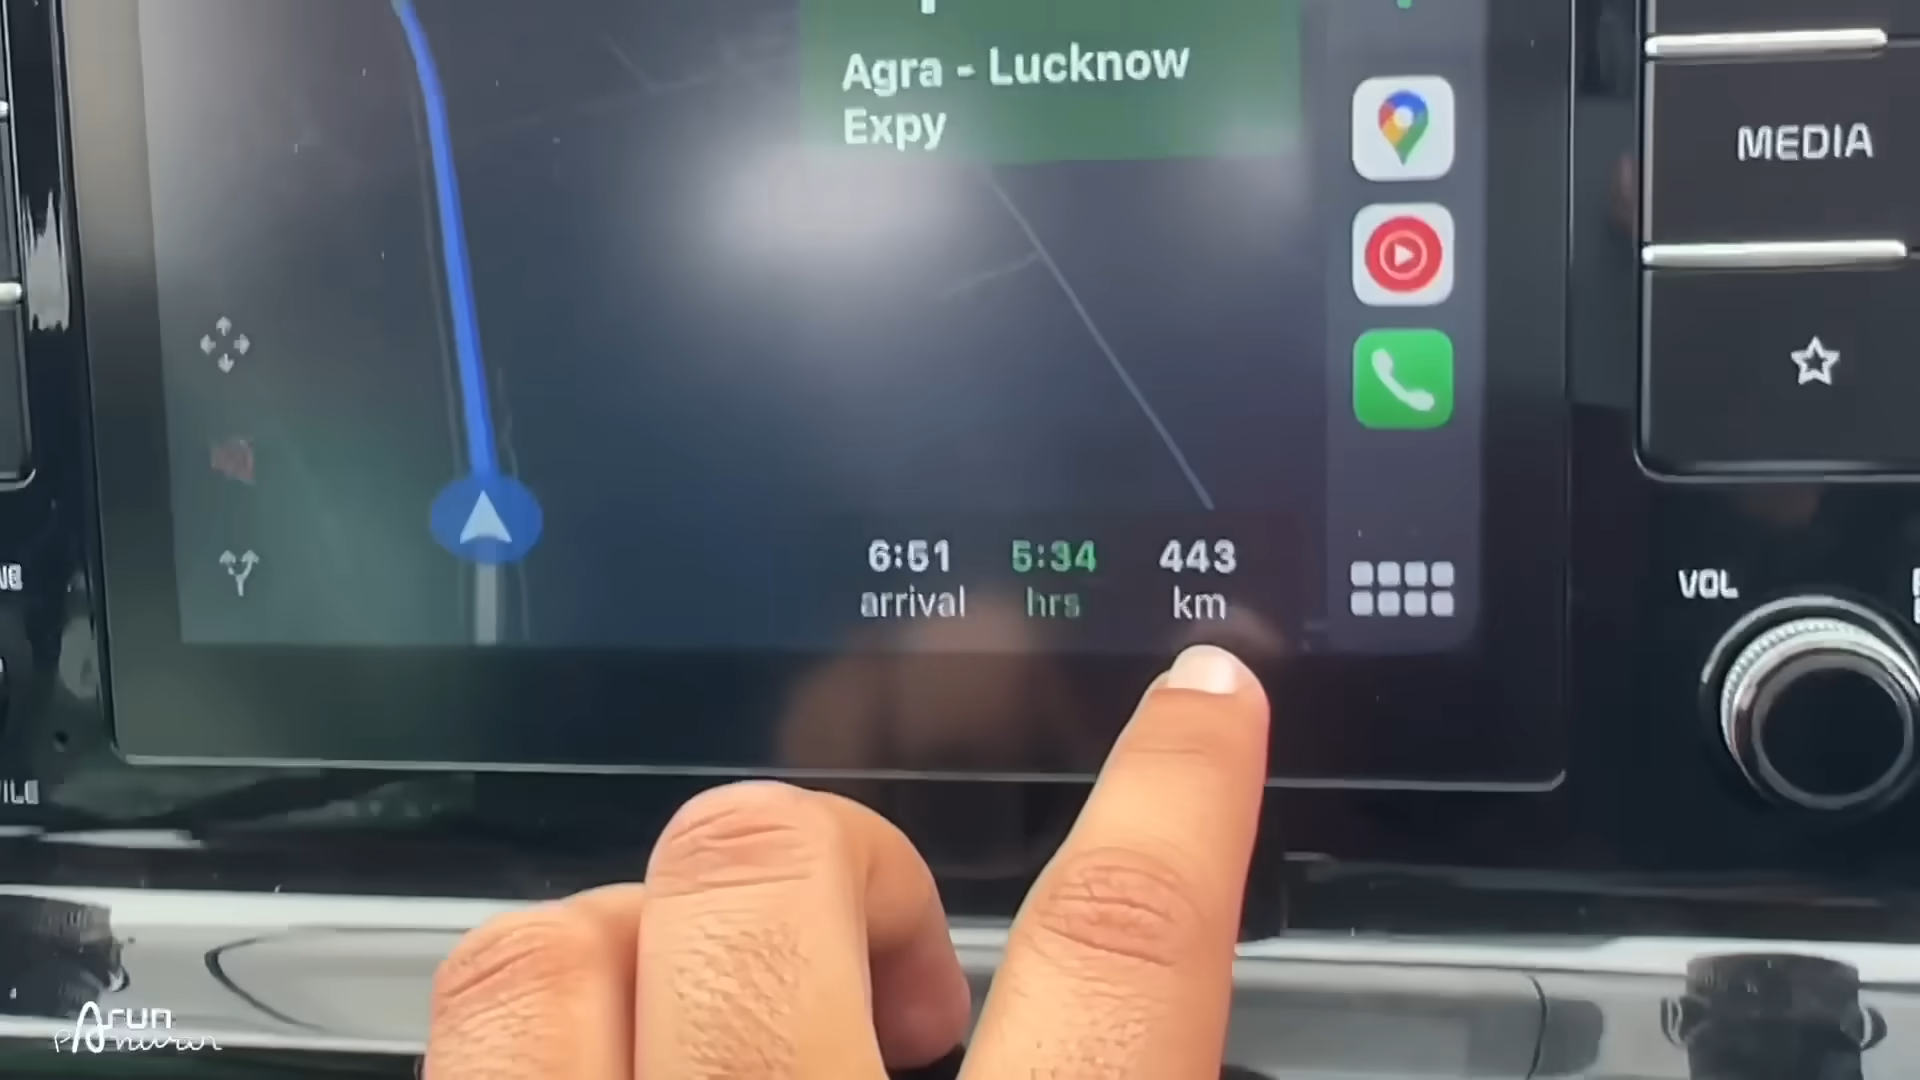 Agra - Lucknow
Expy
MEDIA
6:51
arrival
5:34
hrs
443
km
VOL
Arun